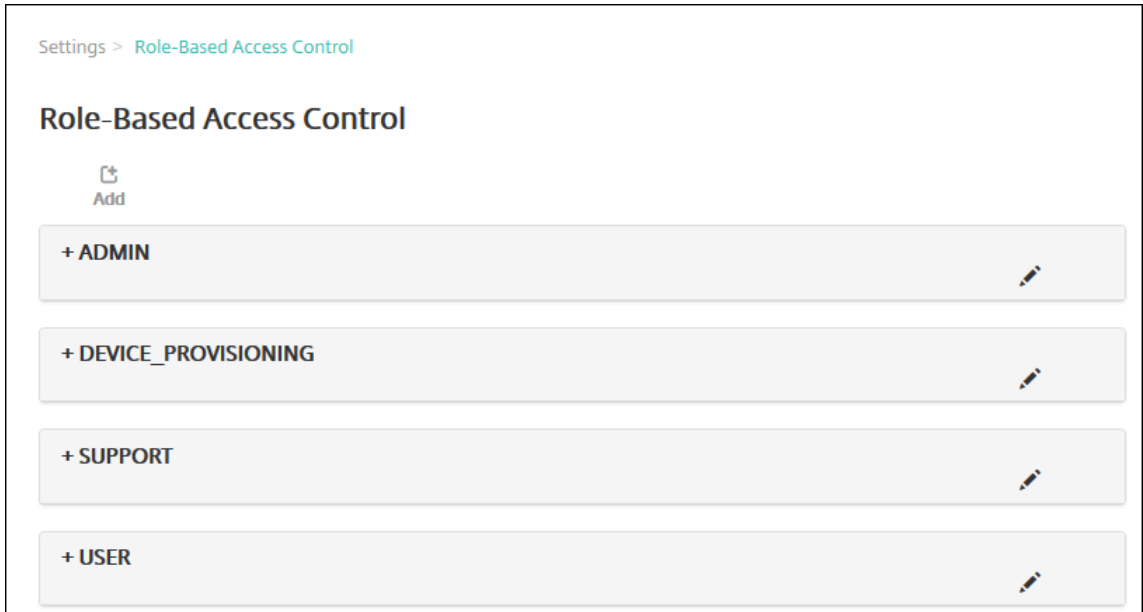 Settings > Role-Based Access Control
Role-Based Access Control
Add
+ ADMIN
+ DEVICE_PROVISIONING
+ SUPPORT
+ USER